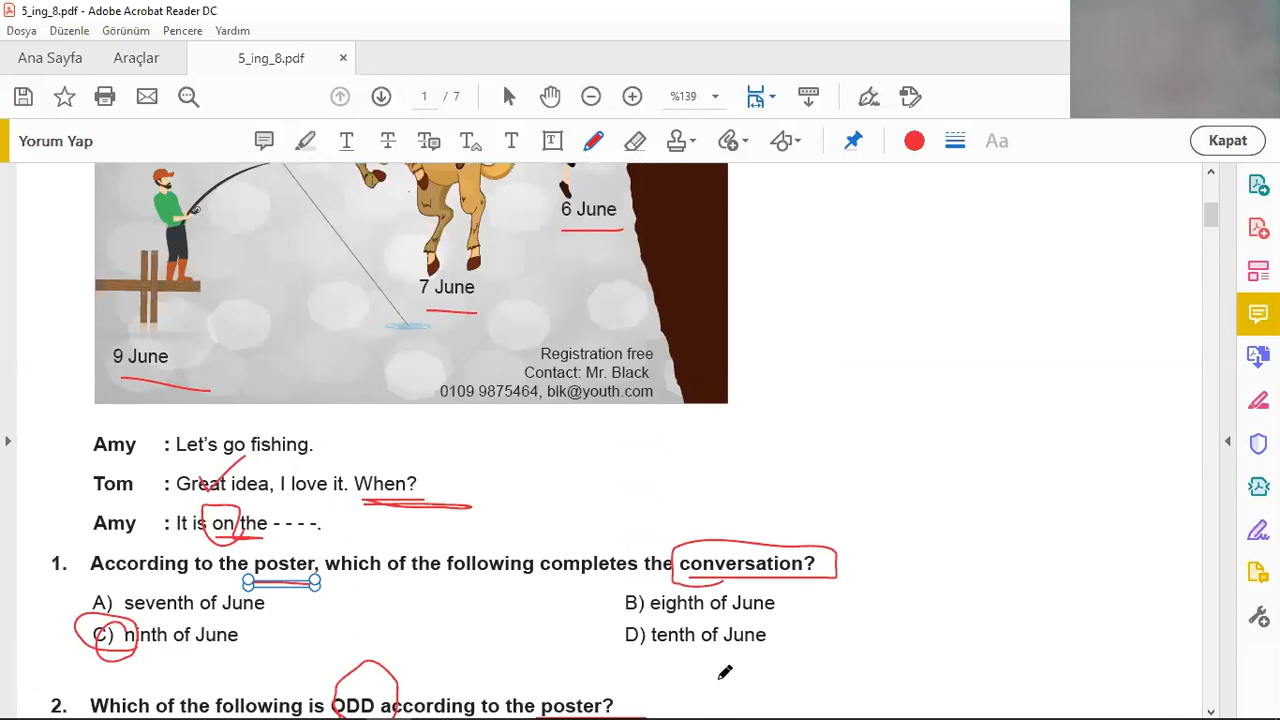 5_ing_8.pdf - Adobe Acrobat Reader DC
Dosya Düzenle Görünüm Pencere Yardım
Ana Sayfa Araçlar 5_ing_8.pdf ×
1 / 7 %139
Yorum Yap Aa Kapat
6 June
7 June
9 June
Registration free
Contact: Mr. Black
0109 9875464, blk@youth.com
Amy : Let's go fishing.
Tom : Great idea, I love it. When?
Amy : It is on the - - - -.
1. According to the poster, which of the following completes the conversation?
A) seventh of June B) eighth of June
C) ninth of June D) tenth of June
2. Which of the following is ODD according to the poster?